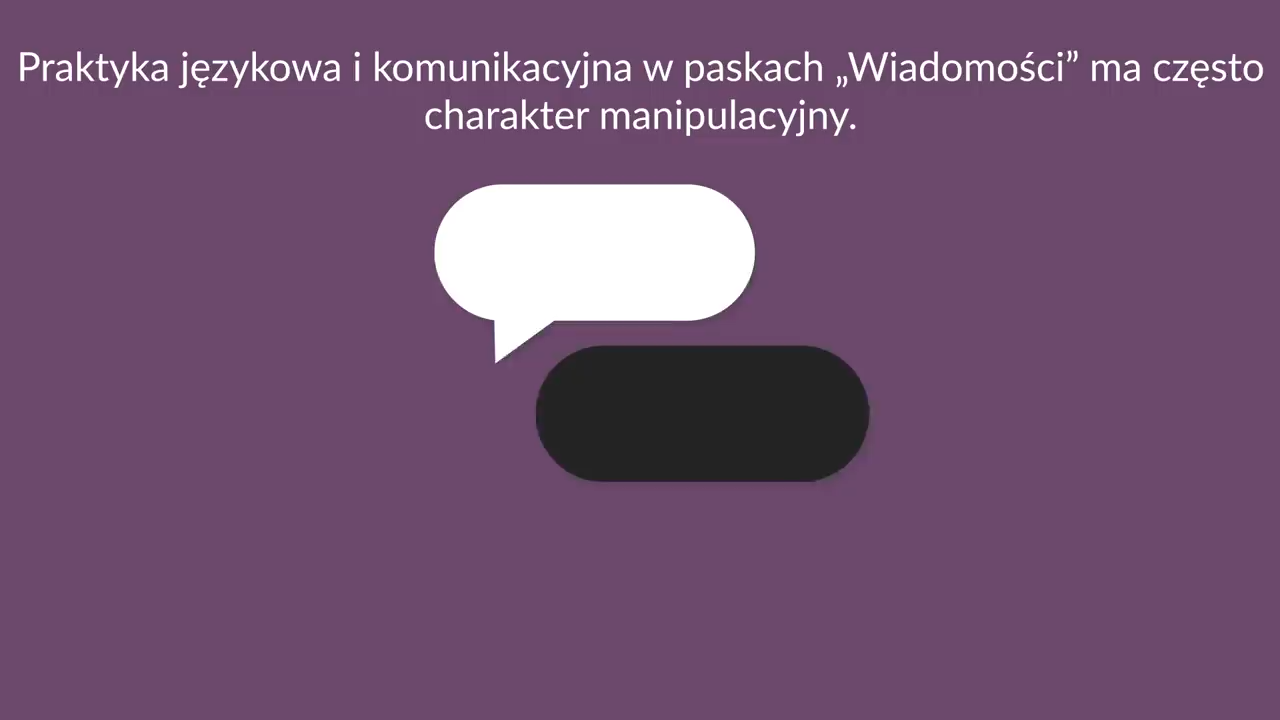 Praktyka językowa i komunikacyjna w paskach „Wiadomości” ma często
charakter manipulacyjny.